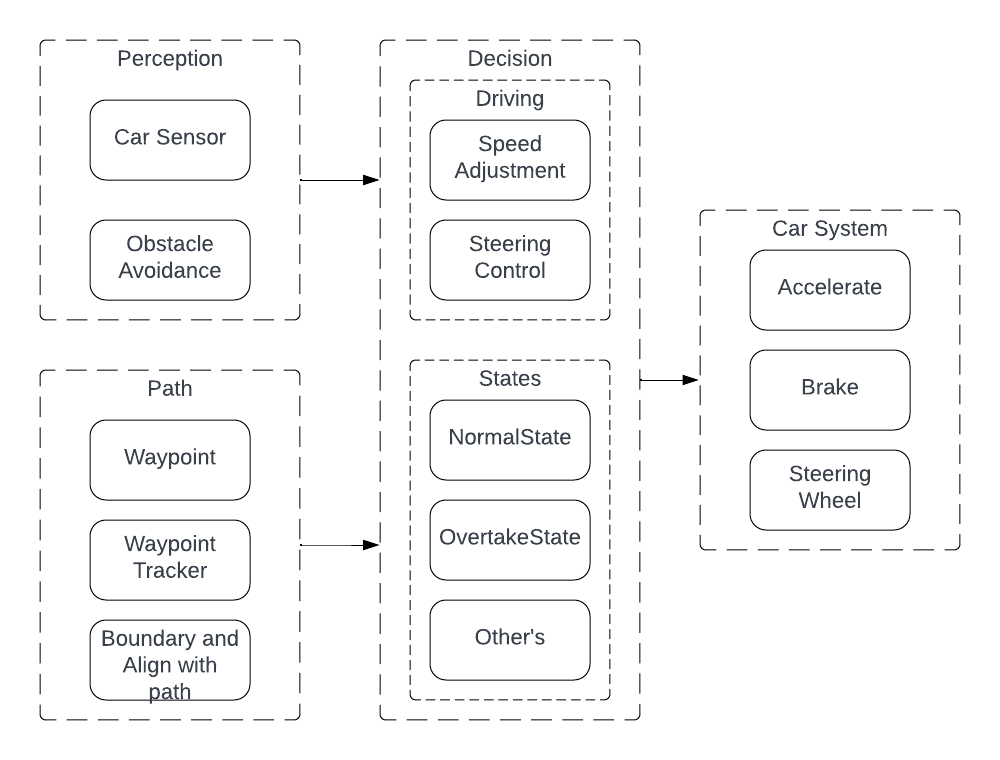 Perception
Car Sensor
Obstacle
Avoidance
Path
Waypoint
Waypoint
Tracker
Boundary and
Align with
path
Decision
Driving
Speed
Adjustment
Steering
Control
States
NormalState
OvertakeState
Other's
Car System
Accelerate
Brake
Steering
Wheel